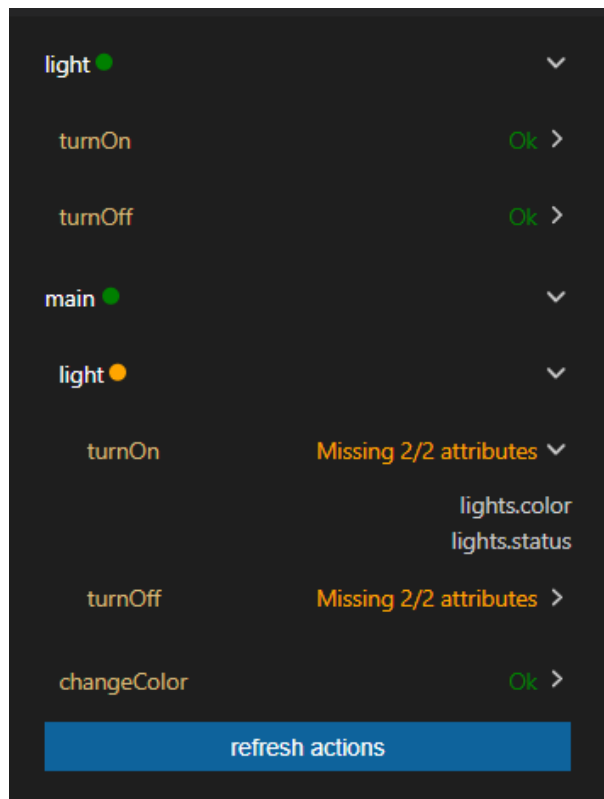 light
turnOn Ok
turnOff Ok
main
light
turnOn Missing 2/2 attributes
lights.color
lights.status
turnOff Missing 2/2 attributes
changeColor Ok
refresh actions